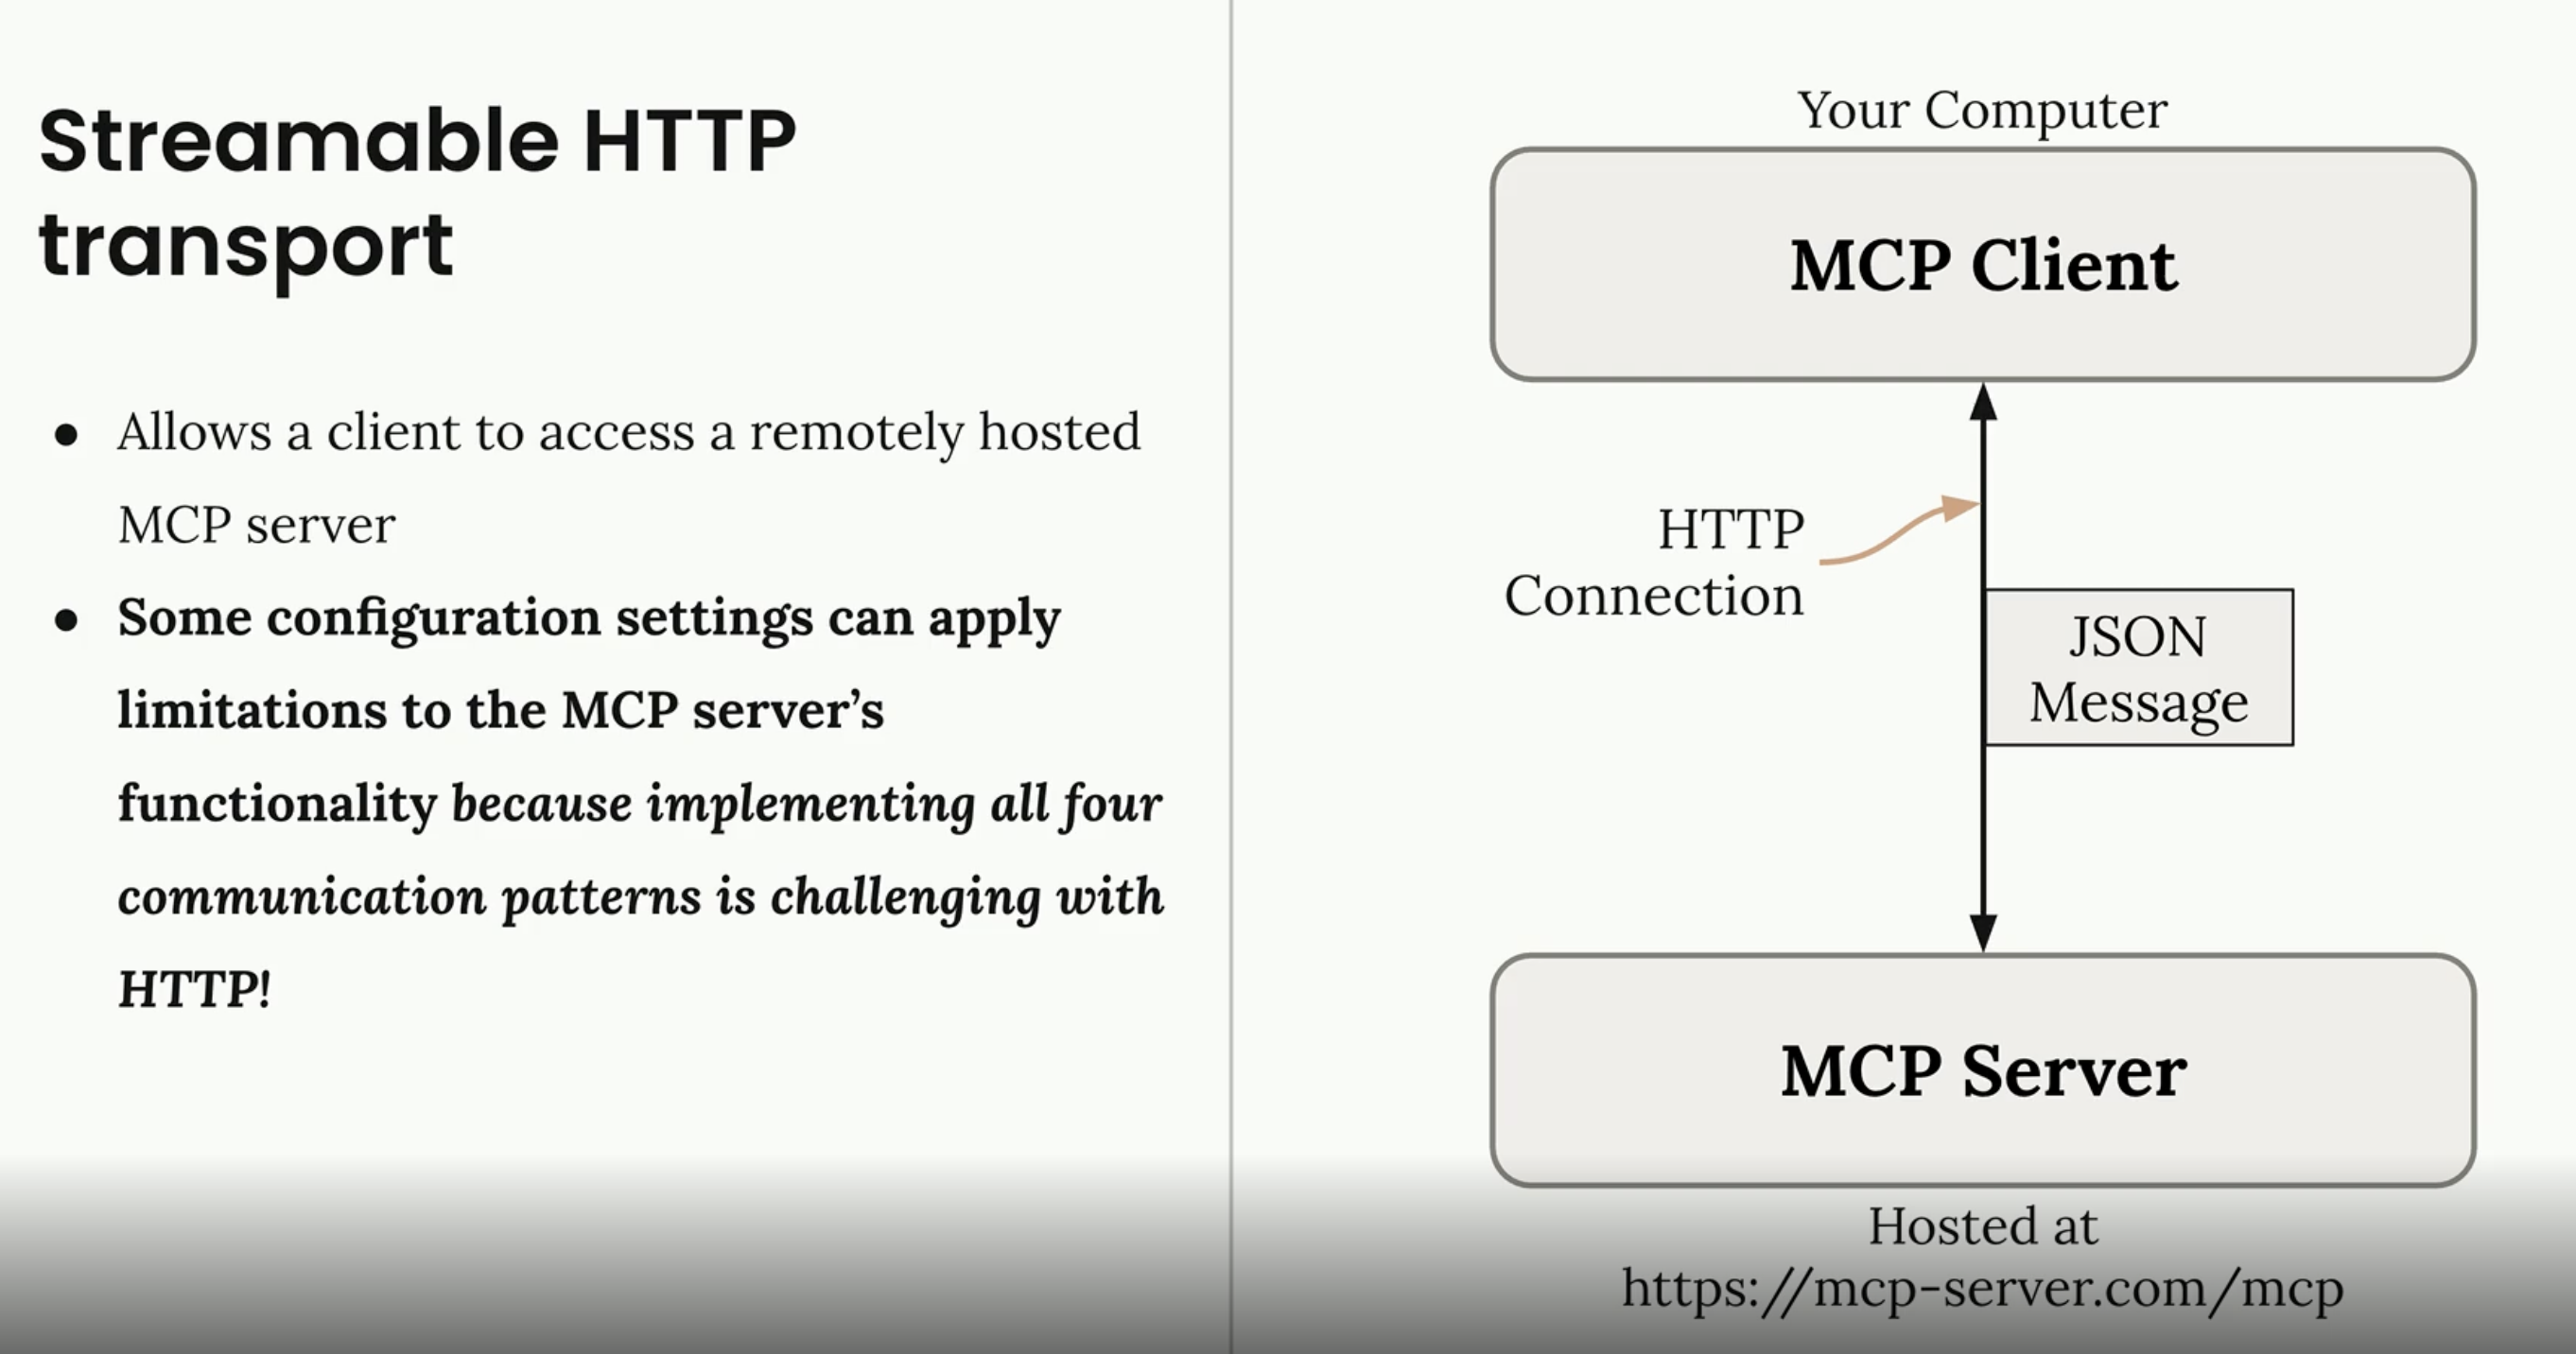 Streamable HTTP
transport
● Allows a client to access a remotely hosted
MCP server
● Some configuration settings can apply
limitations to the MCP server’s
functionality because implementing all four
communication patterns is challenging with
HTTP!
Your Computer
MCP Client
HTTP
Connection
JSON
Message
MCP Server
Hosted at
https://mcp-server.com/mcp